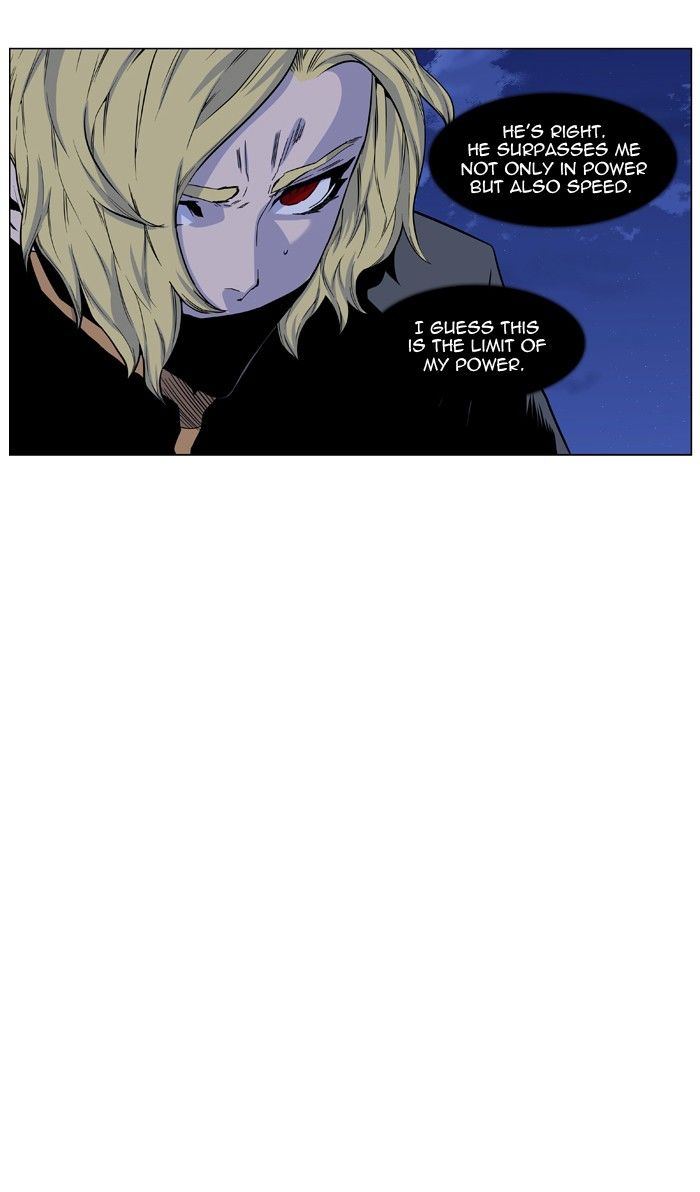 HE'S RIGHT.
HE SURPASSES ME
NOT ONLY IN POWER
BUT ALSO SPEED.
I GUESS THIS
IS THE LIMIT OF
MY POWER.